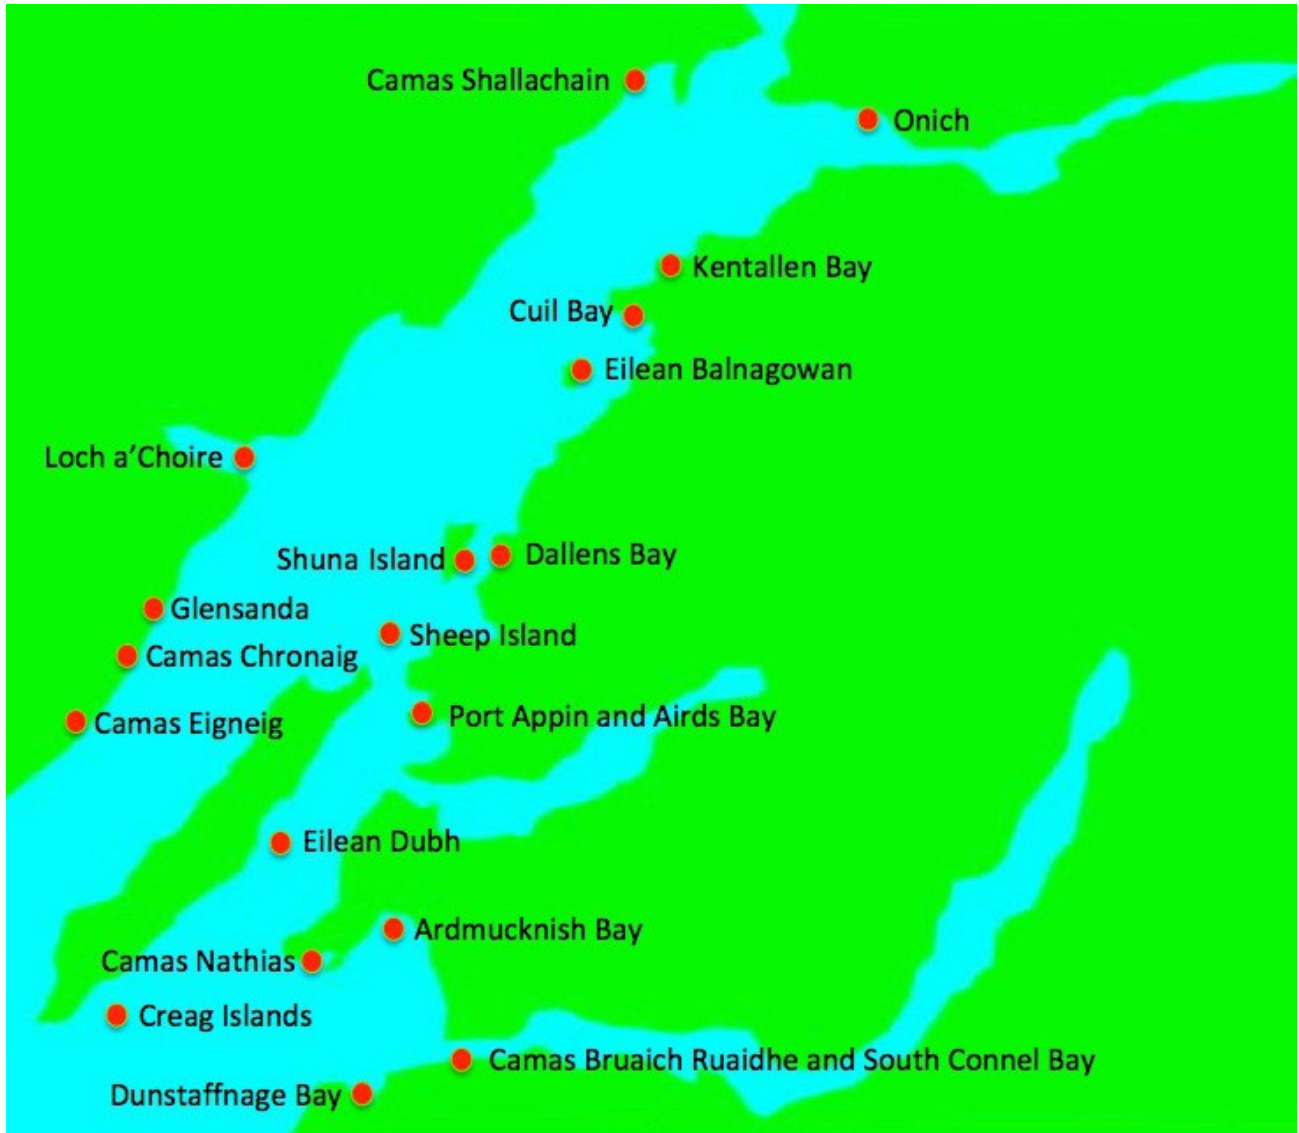 Camas Shallachain
Onich
Kentallen Bay
Cuil Bay
Eilean Balnagowan
Loch a’Choire
Shuna Island
Dallens Bay
Glensanda
Sheep Island
Camas Chronaig
Port Appin and Airds Bay
Camas Eigneig
Eilean Dubh
Ardmucknish Bay
Camas Nathias
Creag Islands
Camas Bruaich Ruaidhe and South Connel Bay
Dunstaffnage Bay